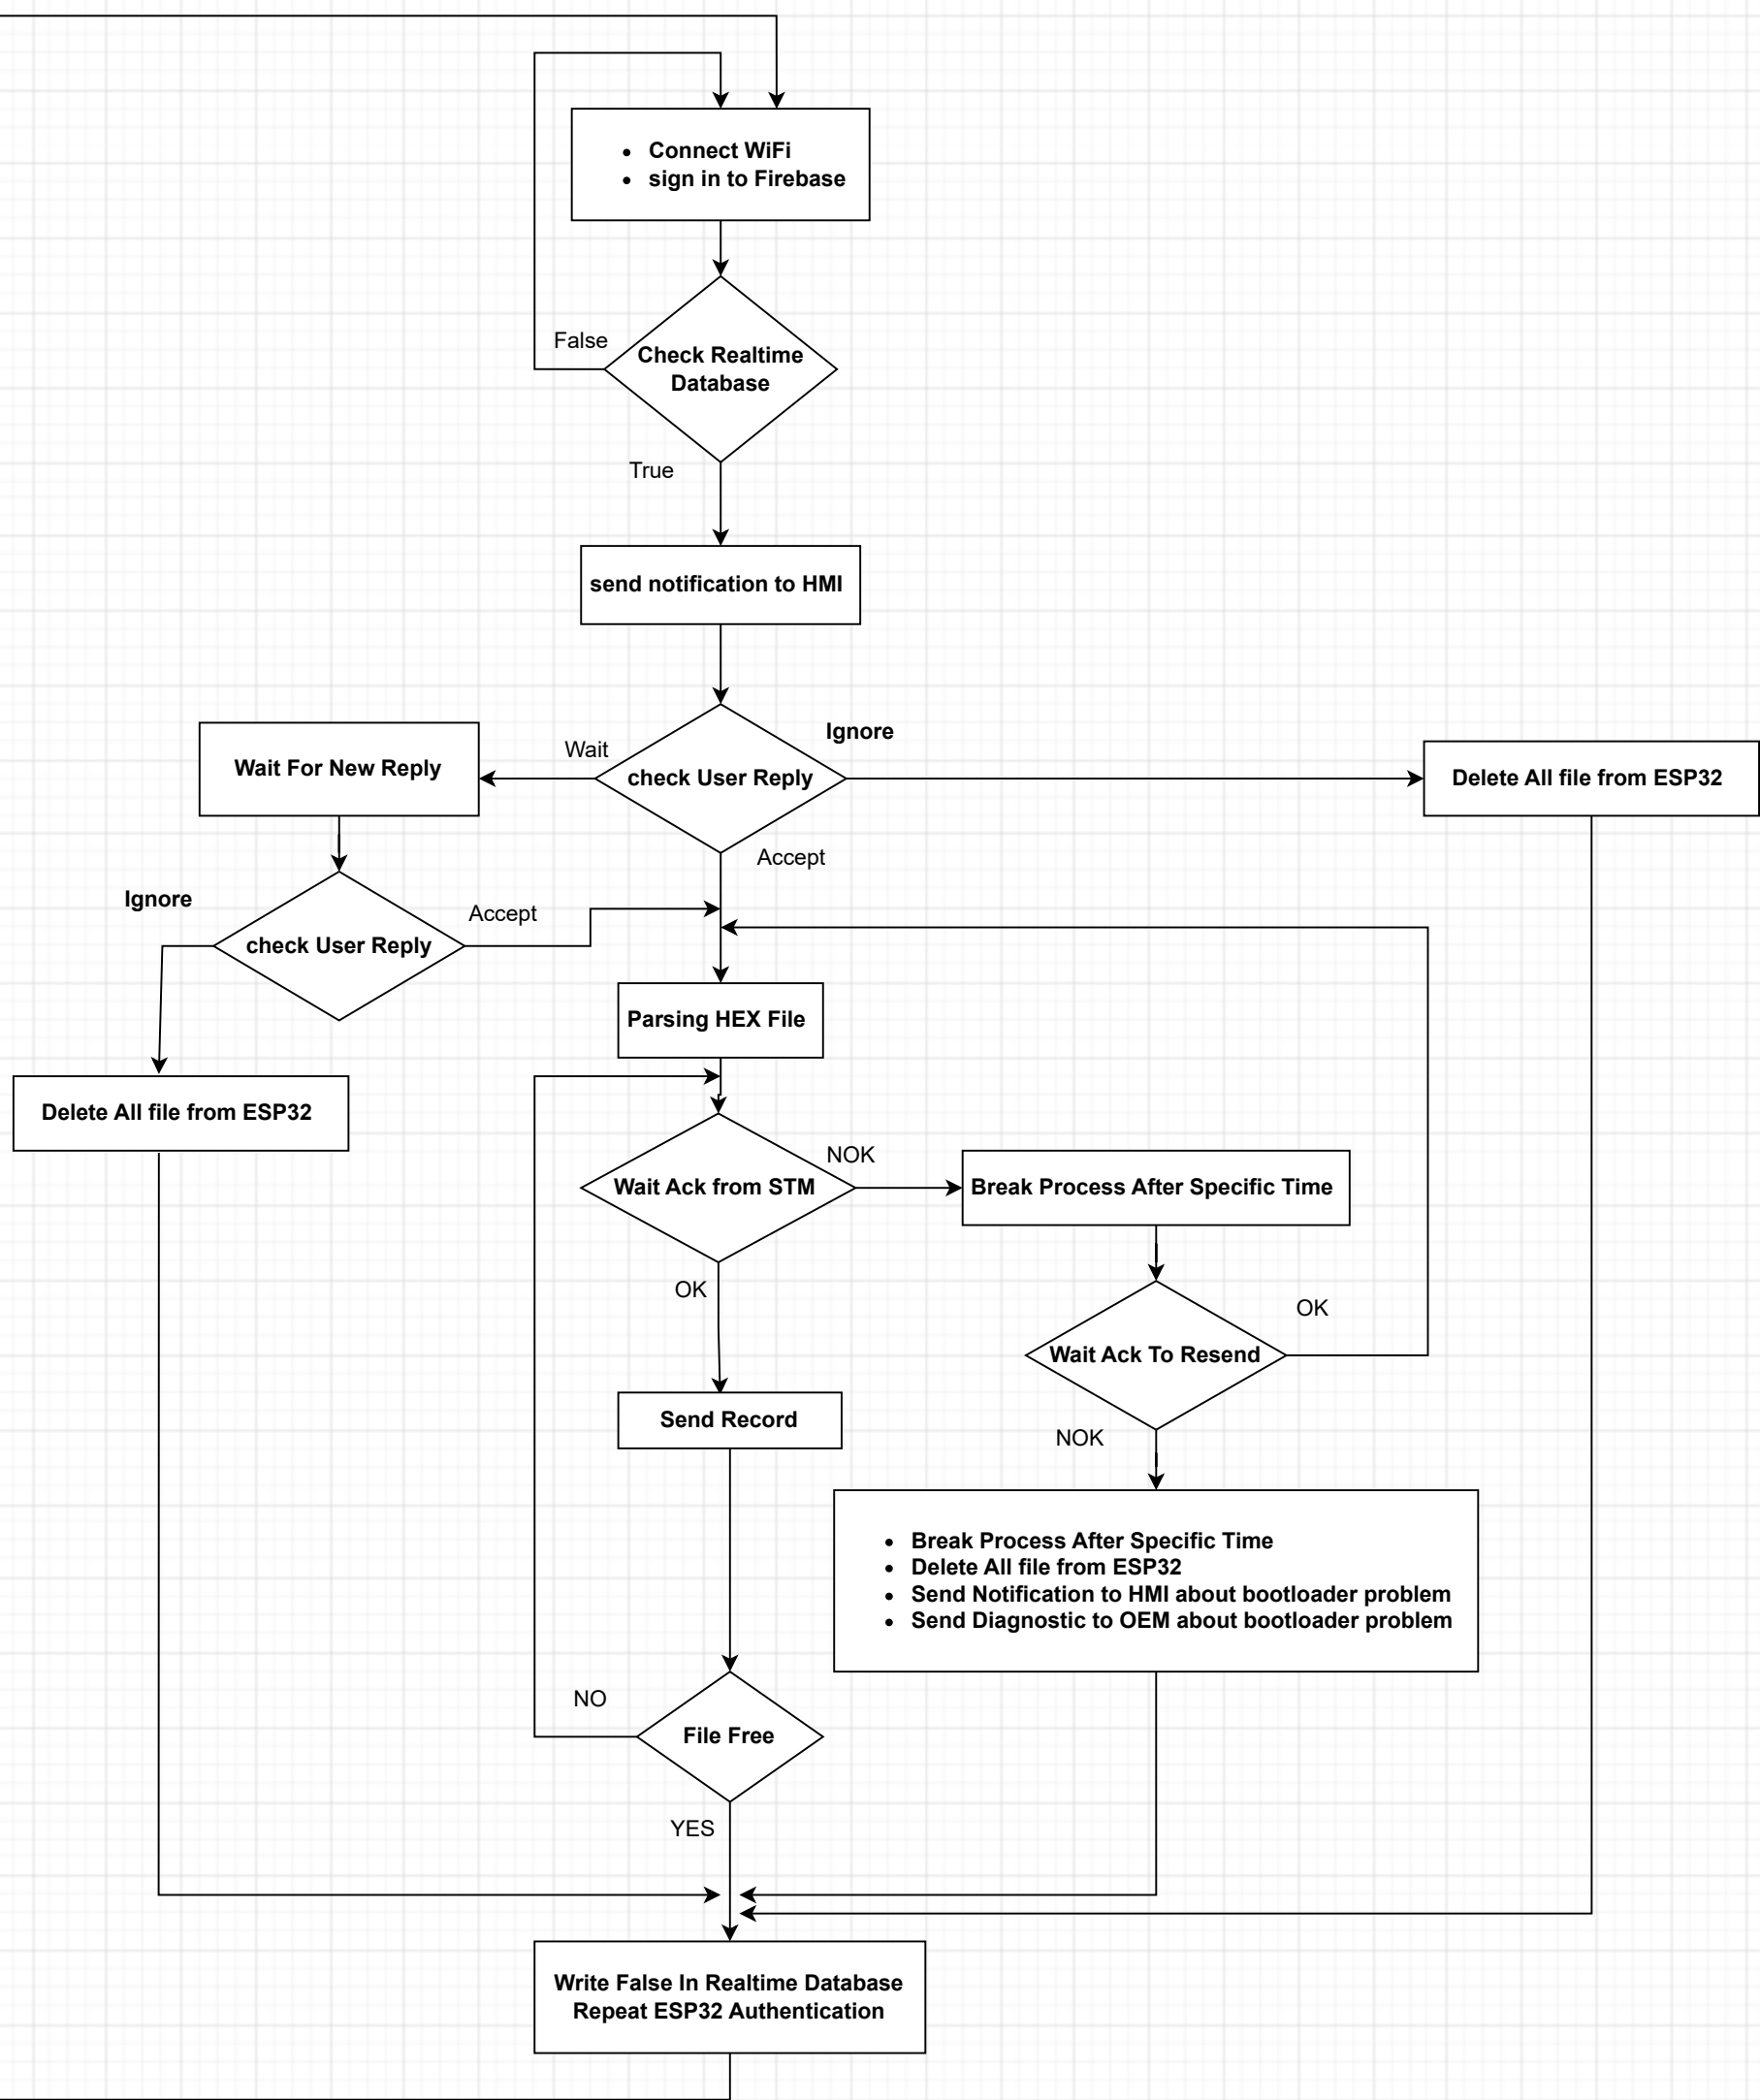 • Connect WiFi
• sign in to Firebase
False
Check Realtime
Database
True
send notification to HMI
Ignore
Wait
Wait For New Reply
check User Reply
Delete All file from ESP32
Accept
Ignore
Accept
check User Reply
Parsing HEX File
Delete All file from ESP32
NOK
Wait Ack from STM
Break Process After Specific Time
OK
OK
Wait Ack To Resend
Send Record
NOK
• Break Process After Specific Time
• Delete All file from ESP32
• Send Notification to HMI about bootloader problem
• Send Diagnostic to OEM about bootloader problem
NO
File Free
YES
Write False In Realtime Database
Repeat ESP32 Authentication